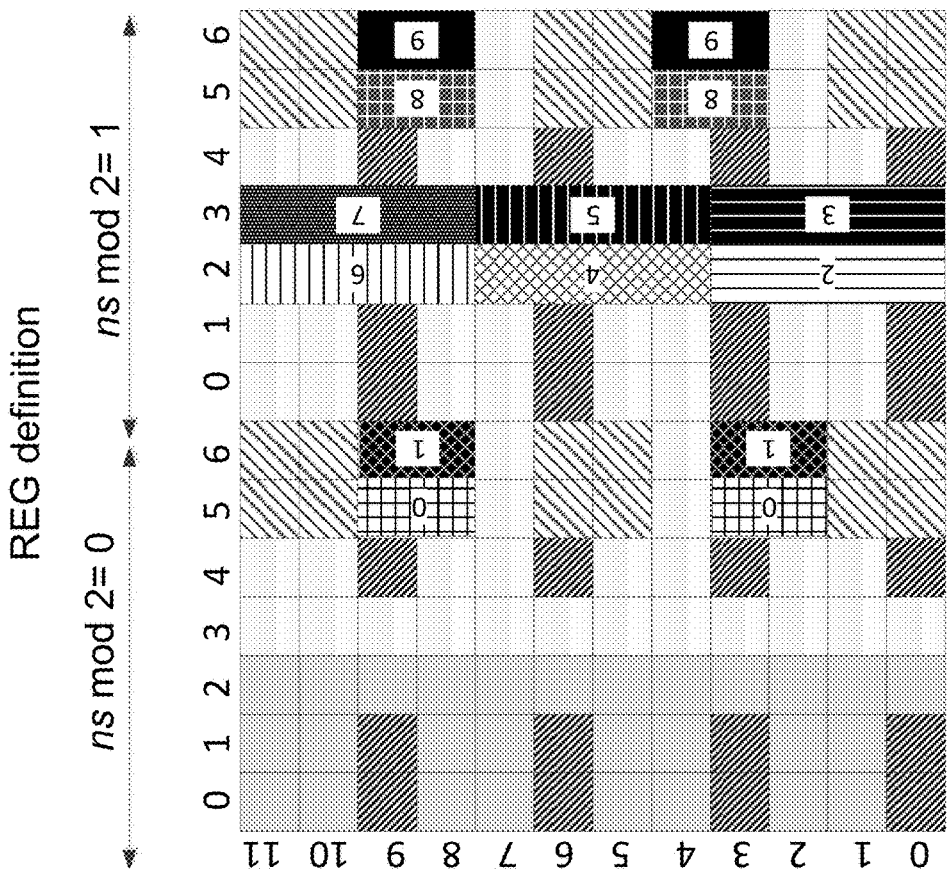 REG definition
ns mod 2= 0
ns mod 2= 1
0 1 2 3 4 5 6 0 1 2 3 4 5 6
9 9
8 8
7 5 3
6 4 2
1 1
0 0
11 10 9 8 7 6 5 4 3 2 1 0